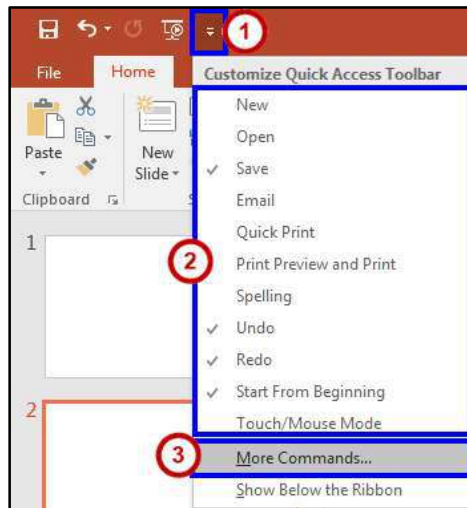 1
File
Home
Customize Quick Access Toolbar
New
Open
Save
Email
Quick Print
Print Preview and Print
Spelling
Undo
Redo
Start From Beginning
Touch/Mouse Mode
More Commands...
Show Below the Ribbon
Paste
New
Slide
Clipboard
1
2
2
3